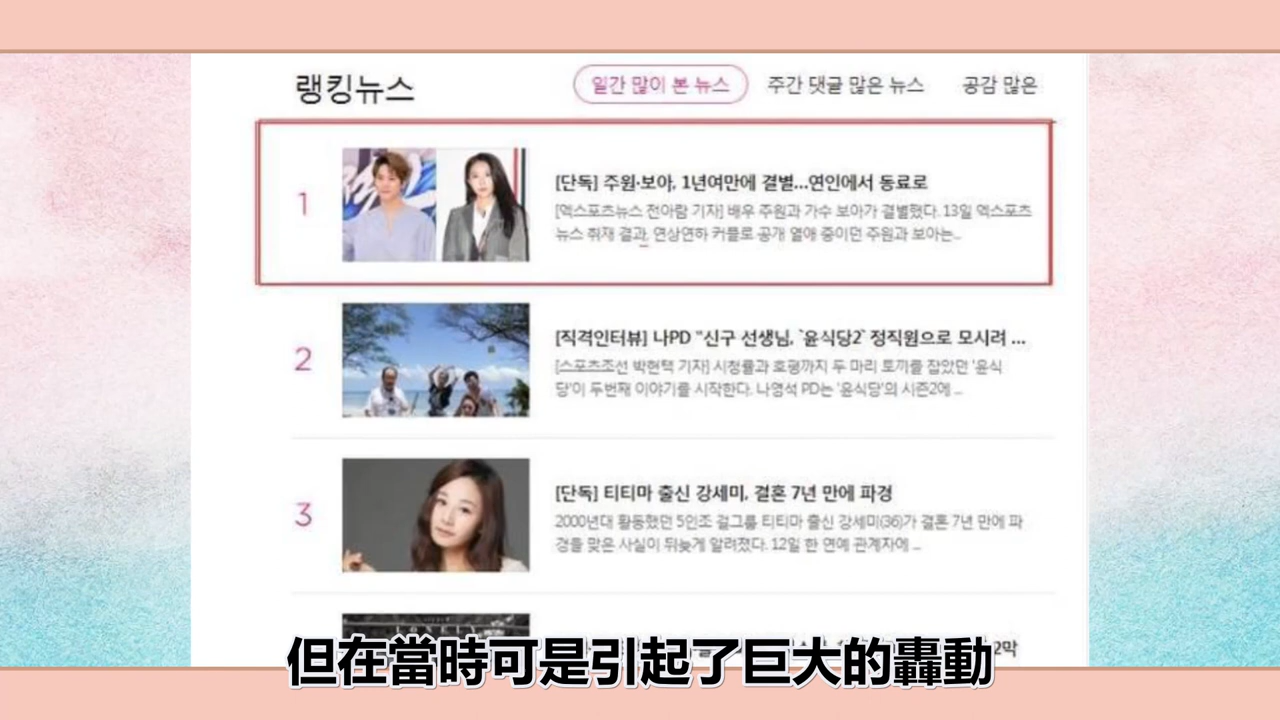 랭킹뉴스
일간 많이 본 뉴스 주간 댓글 많은 뉴스 공감 많은
1
[단독] 주원·보아, 1년여만에 결별...연인에서 동료로
[엑스포츠뉴스 전아람 기자] 배우 주원과 가수 보아가 결별했다. 13일 엑스포츠
뉴스 취재 결과, 연상연하 커플로 공개 열애 중이던 주원과 보아는..
2
[직격인터뷰] 나PD "신구 선생님, `윤식당2` 정직원으로 모시려 ...
[스포츠조선 박현택 기자] 시청률과 호평까지 두 마리 토끼를 잡았던 '윤식
당'이 두번째 이야기를 시작한다. 나영석 PD는 '윤식당'의 시즌2에 ...
3
[단독] 티티마 출신 강세미, 결혼 7년 만에 파경
2000년대 활동했던 5인조 걸그룹 티티마 출신 강세미(36)가 결혼 7년 만에 파
경을 맞은 사실이 뒤늦게 알려졌다. 12일 한 연예 관계자에 ...
2막
但在當時可是引起了巨大的轟動